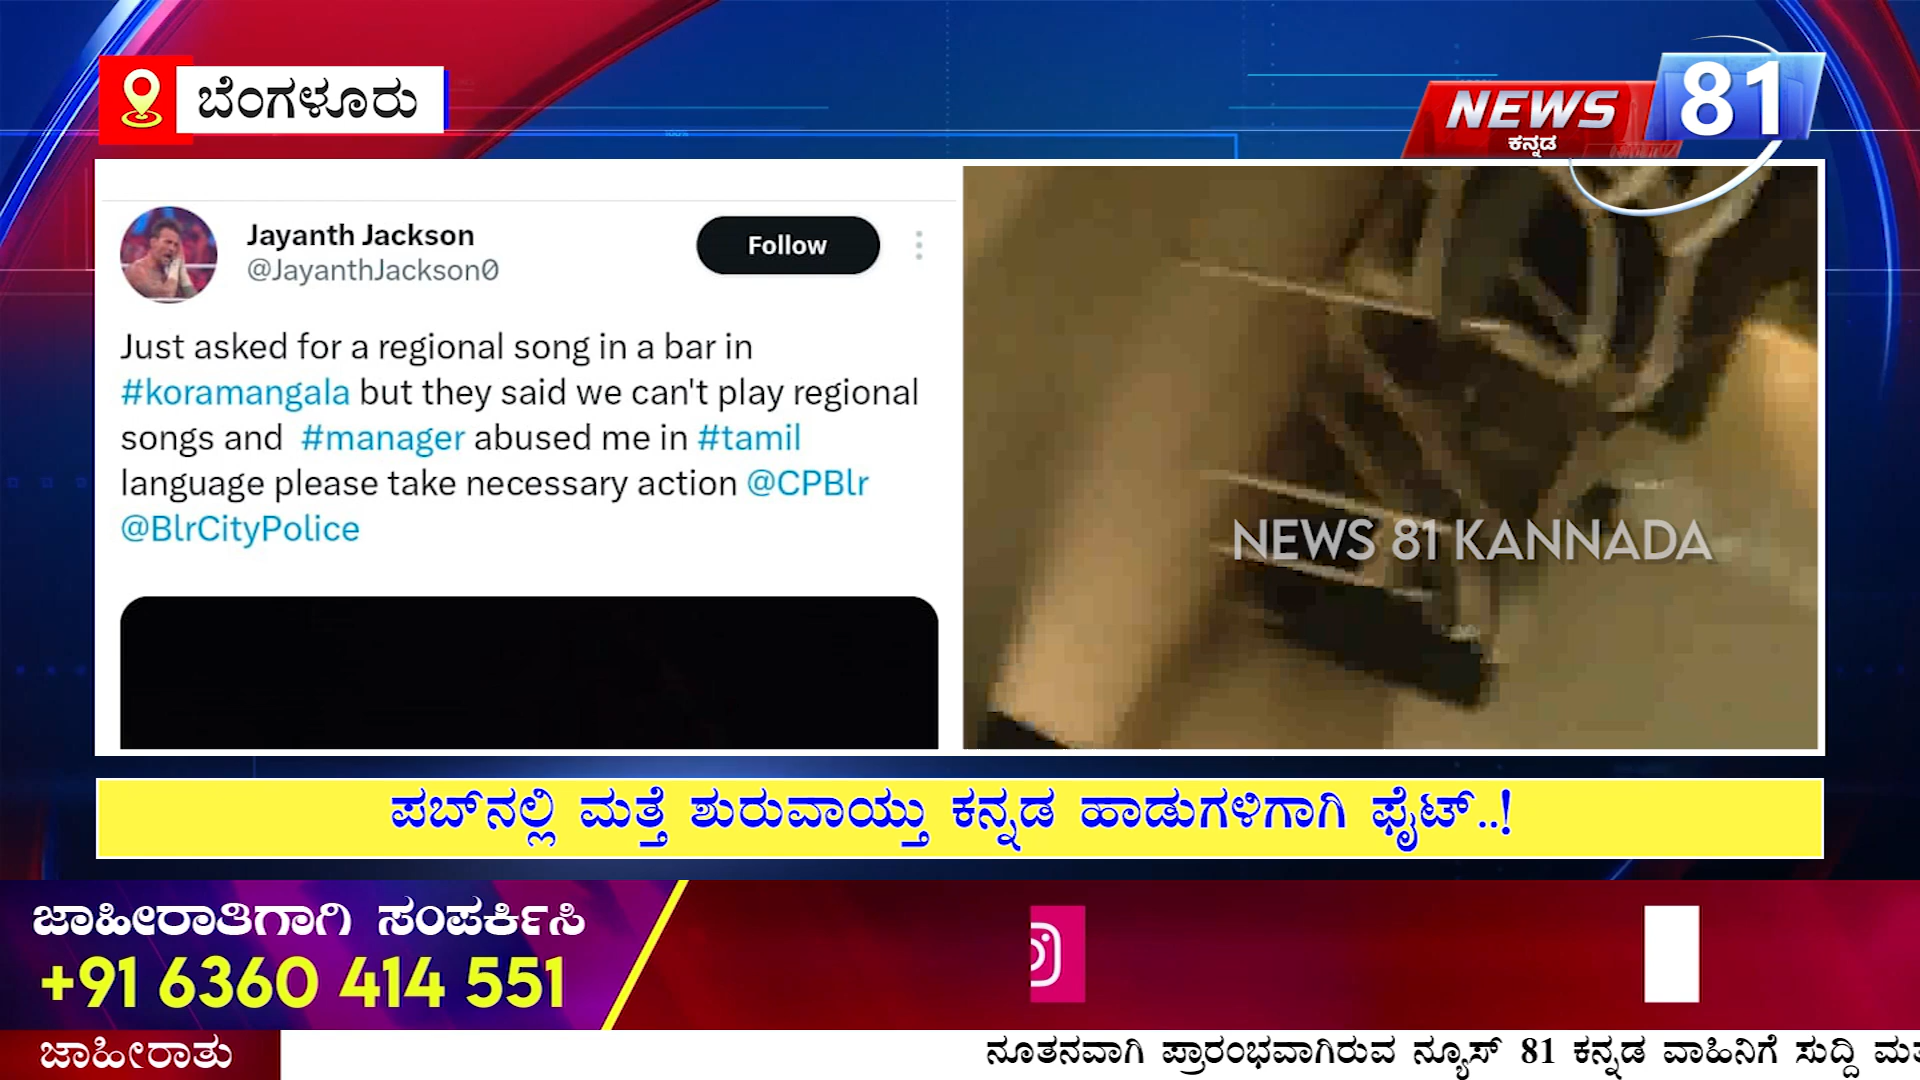 ಬೆಂಗಳೂರು
NEWS 81
ಕನ್ನಡ
Jayanth Jackson
@JayanthJackson0
Follow
Just asked for a regional song in a bar in
#koramangala but they said we can't play regional
songs and #manager abused me in #tamil
language please take necessary action @CPBlr
@BlrCityPolice
NEWS 81 KANNADA
ಪಬ್‌ನಲ್ಲಿ ಮತ್ತೆ ಶುರುವಾಯ್ತು ಕನ್ನಡ ಹಾಡುಗಳಿಗಾಗಿ ಫೈಟ್..!
ಜಾಹೀರಾತಿಗಾಗಿ ಸಂಪರ್ಕಿಸಿ
+91 6360 414 551
ಜಾಹೀರಾತು
ನೂತನವಾಗಿ ಪ್ರಾರಂಭವಾಗಿರುವ ನ್ಯೂಸ್ 81 ಕನ್ನಡ ವಾಹಿನಿಗೆ ಸುದ್ದಿ